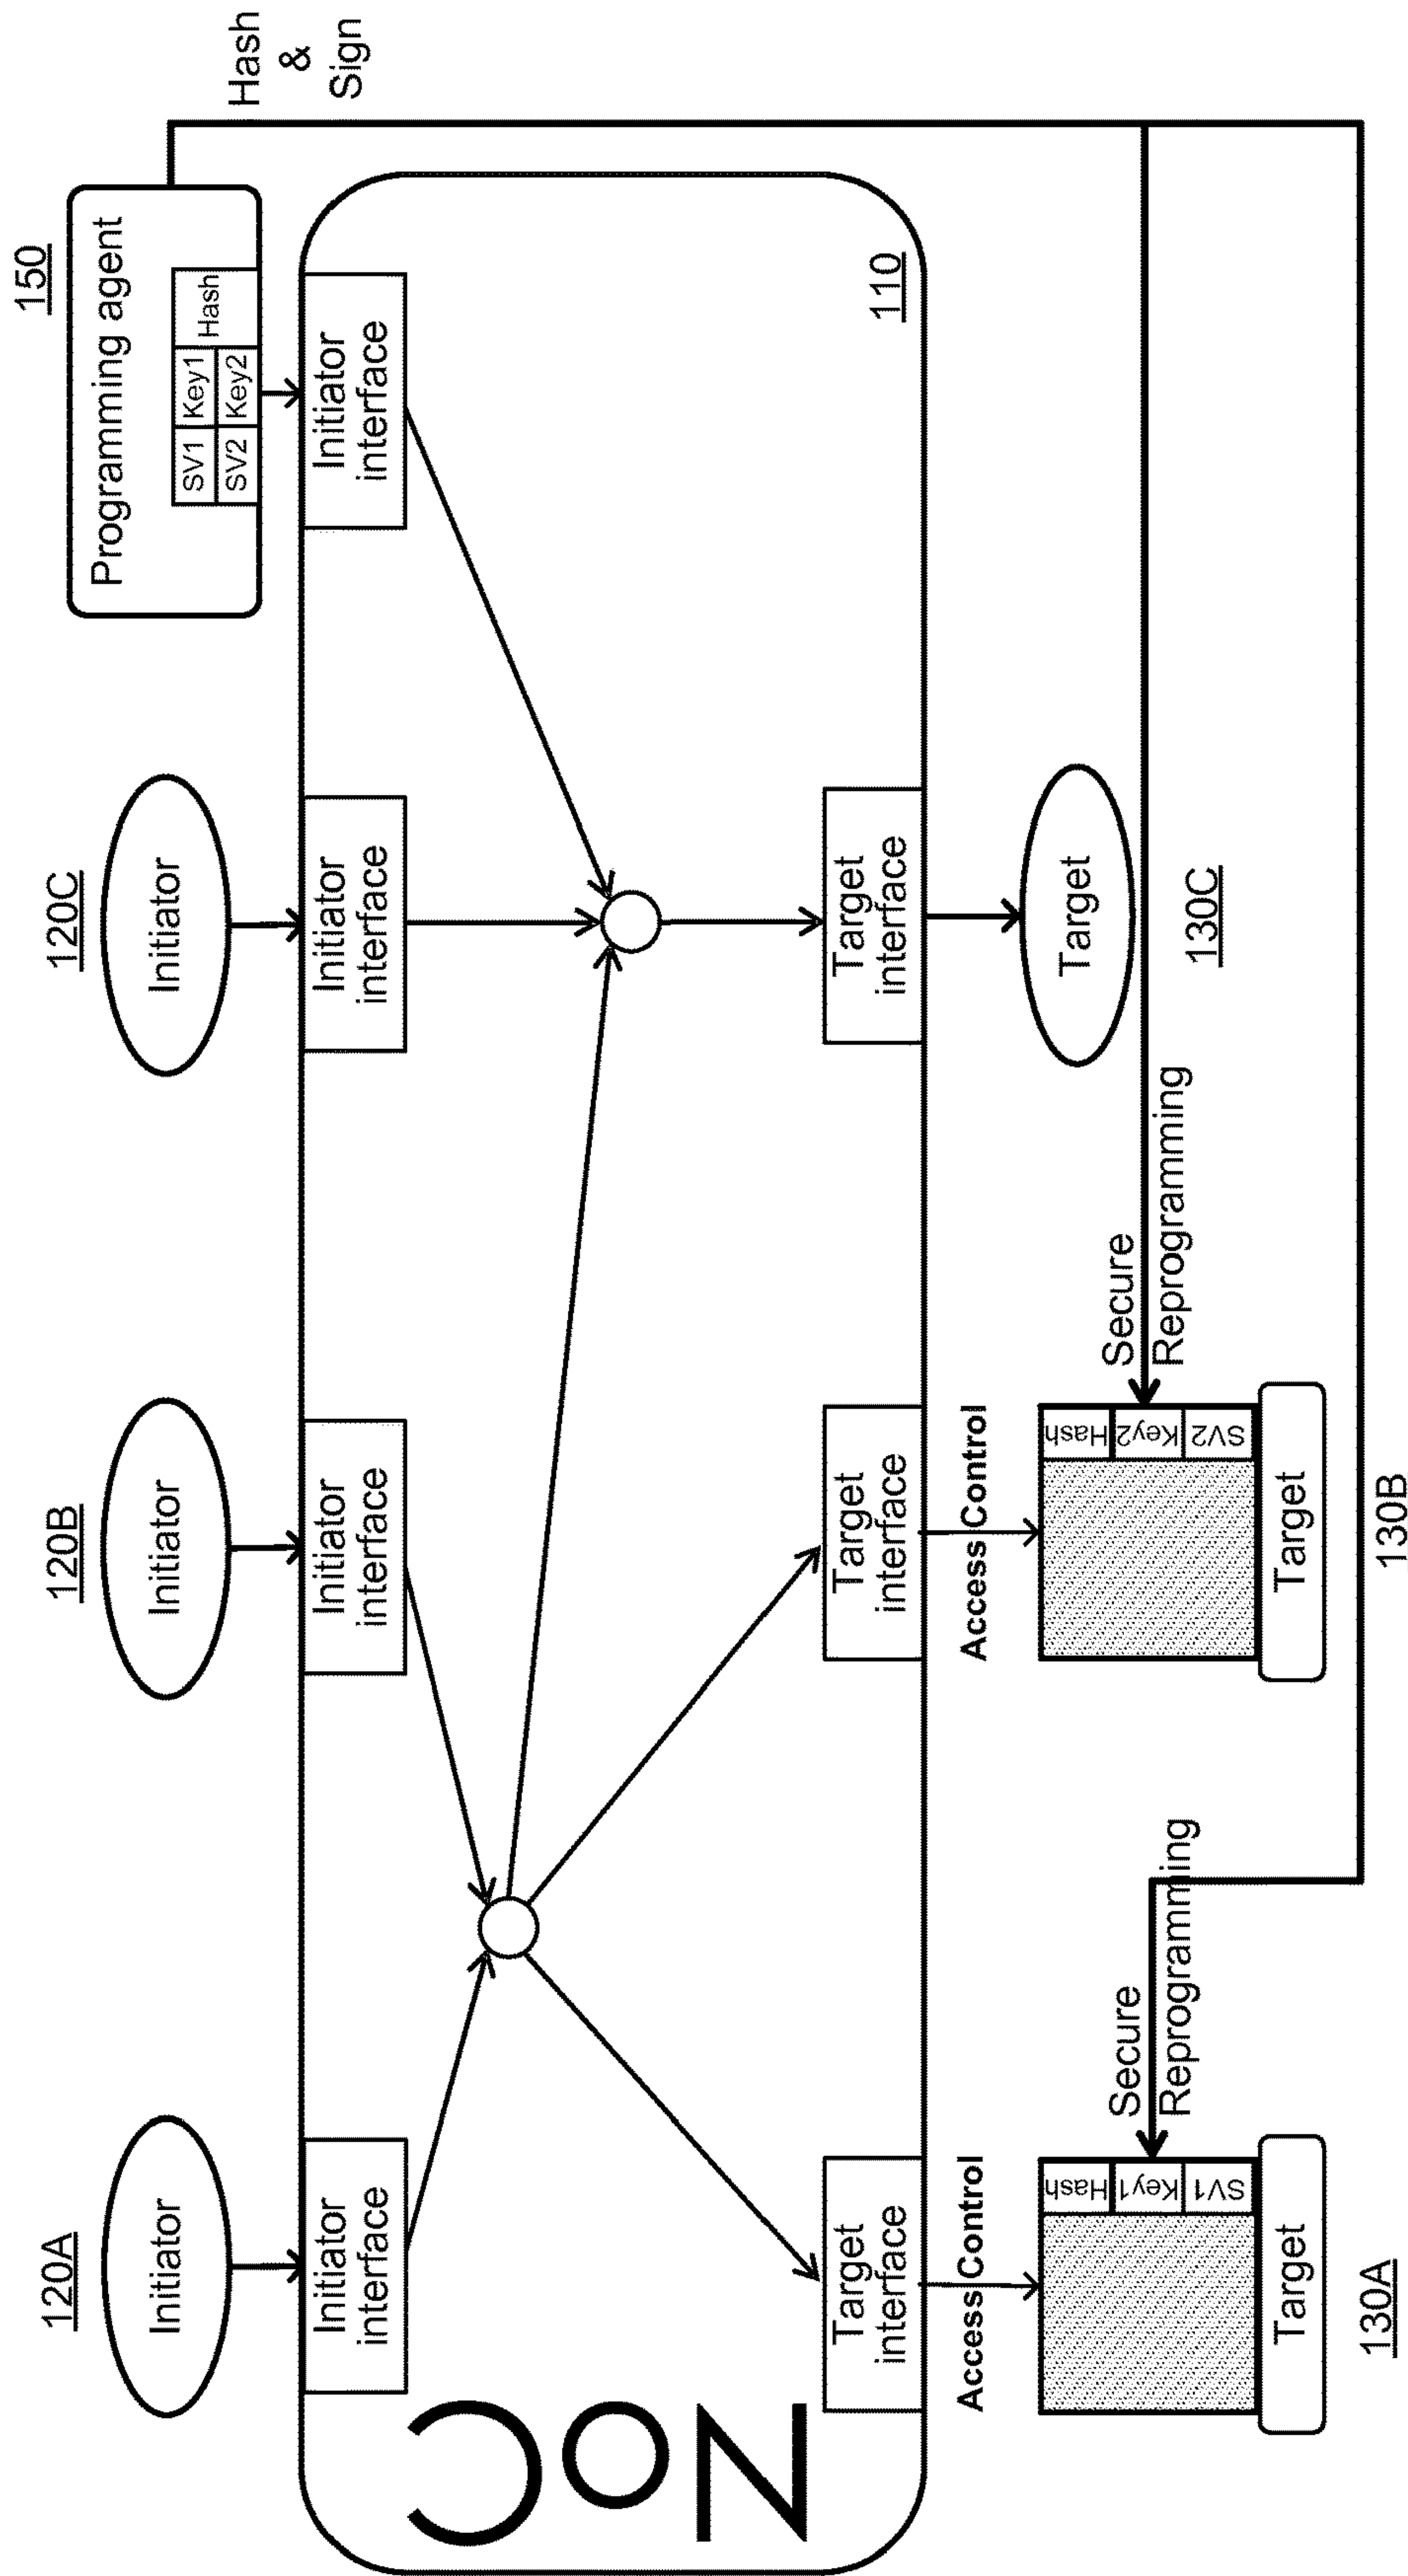 120A
120B
120C
150
Initiator
Initiator
Initiator
Programming agent
SV1 Key1 Hash
SV2 Key2
Hash
&
Sign
Initiator
interface
Initiator
interface
Initiator
interface
Initiator
interface
NoC
Target
interface
Target
interface
Target
interface
110
Access Control
Access Control
Hash
Key1
SV1
Secure
Reprogramming
Hash
Key2
SV2
Secure
Reprogramming
Target
Target
Target
130A
130B
130C